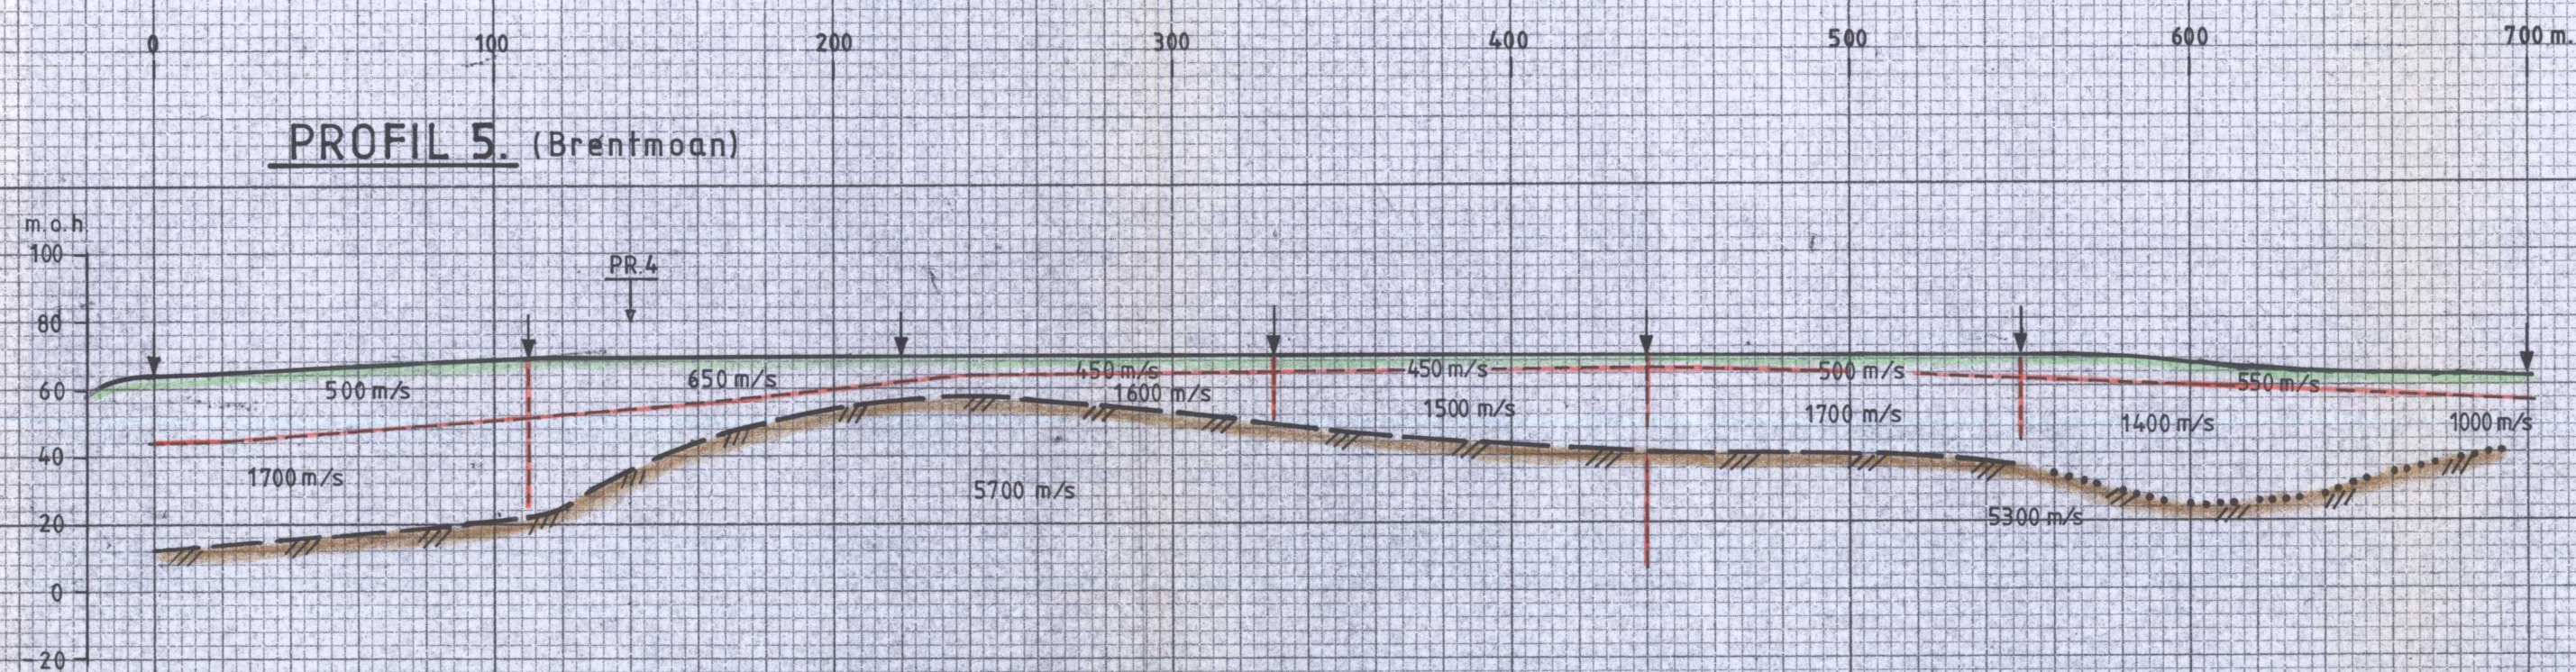 0 100 200 300 400 500 600 700 m.
PROFIL 5. (Brentmoan)
m.o.h.
100
PR.4
80
60
500 m/s 650 m/s 450 m/s 450 m/s 500 m/s 550 m/s
1600 m/s 1500 m/s 1700 m/s 1400 m/s 1000 m/s
40
1700 m/s 5700 m/s
20
5300 m/s
0
-20